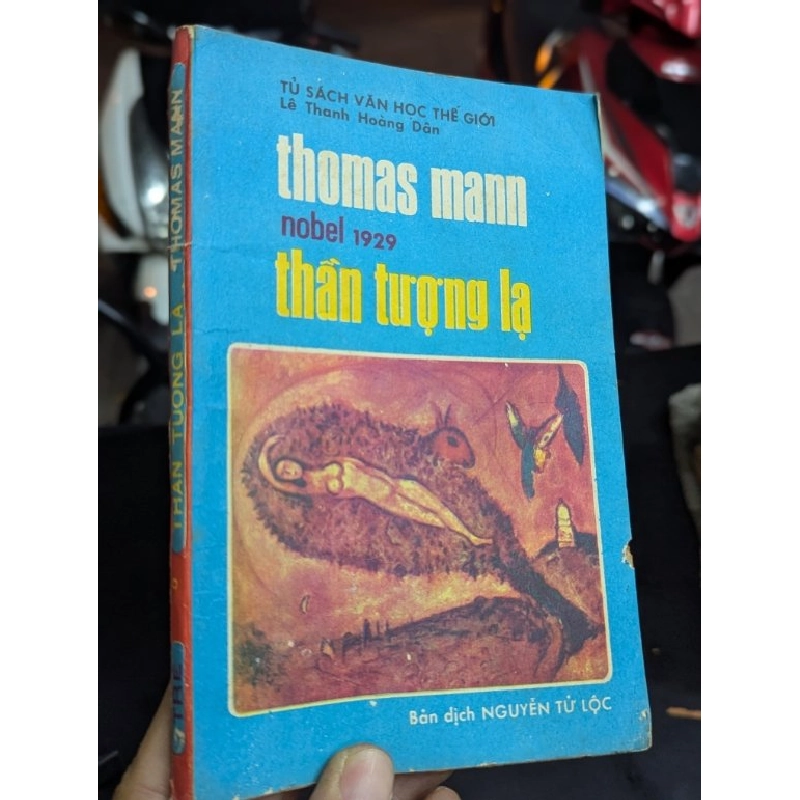 TỦ SÁCH VĂN HỌC THẾ GIỚI
Lê Thanh Hoàng Dân
thomas mann
nobel 1929
thần tượng lạ
Bản dịch NGUYỄN TỬ LỘC
THẦN TƯỢNG LẠ . THOMAS MANN
TRẺ